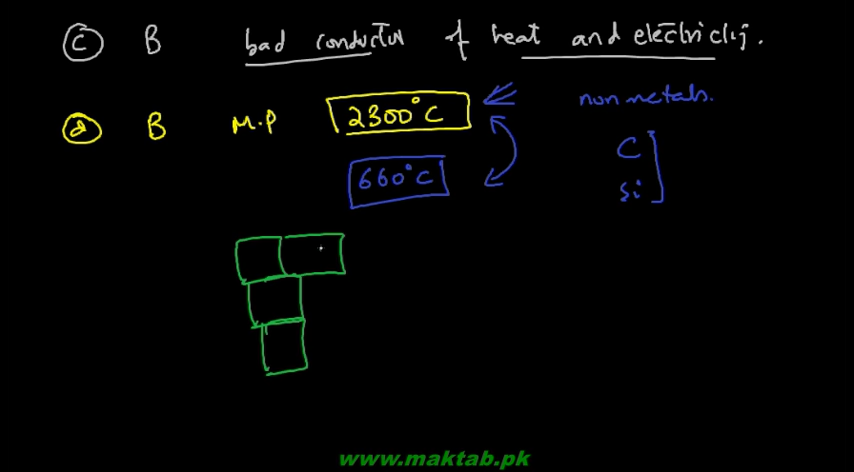 (c) B bad conductor of heat and electricity.
(d) B M.P 2300°C non metals.
660°C C
Si
www.maktab.pk